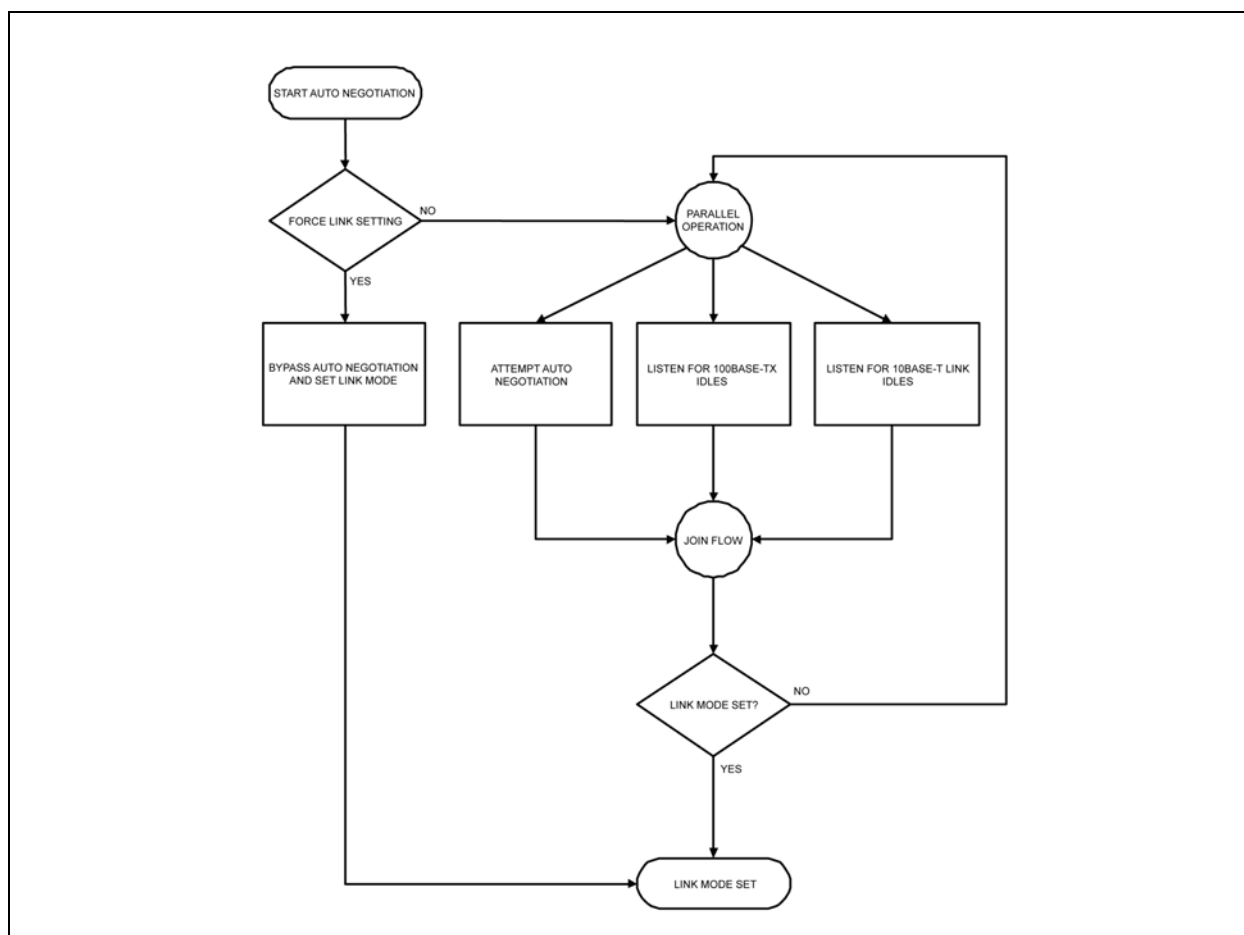 START AUTO NEGOTIATION
FORCE LINK SETTING
NO
PARALLEL
OPERATION
YES
BYPASS AUTO NEGOTIATION
AND SET LINK MODE
ATTEMPT AUTO
NEGOTIATION
LISTEN FOR 100BASE-TX
IDLES
LISTEN FOR 10BASE-T LINK
IDLES
JOIN FLOW
LINK MODE SET?
NO
YES
LINK MODE SET